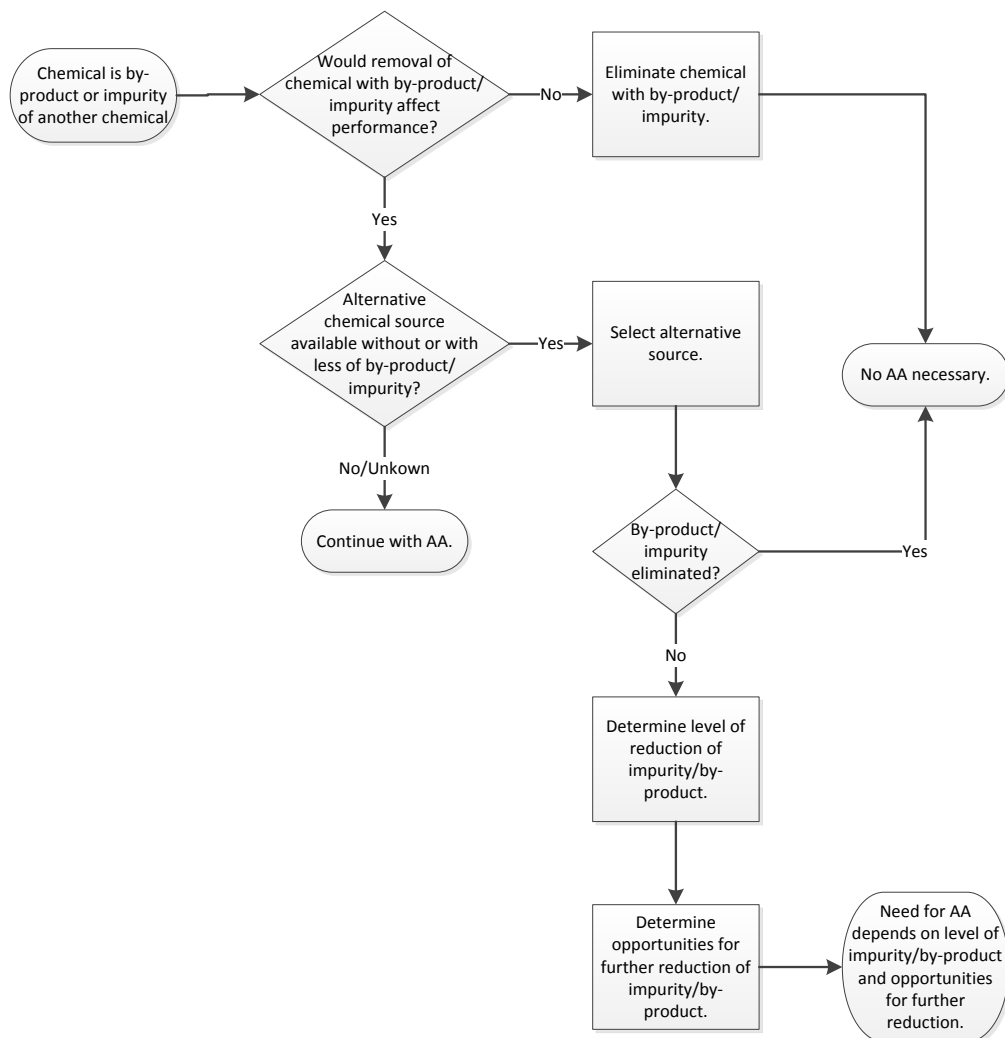 Chemical is by-
product or impurity
of another chemical
Would removal of
chemical with by-product/
impurity affect
performance?
No
Eliminate chemical
with by-product/
impurity.
Yes
Alternative
chemical source
available without or with
less of by-product/
impurity?
Yes
Select alternative
source.
No AA necessary.
No/Unkown
Continue with AA.
By-product/
impurity
eliminated?
Yes
No
Determine level of
reduction of
impurity/by-
product.
Determine
opportunities for
further reduction of
impurity/by-
product.
Need for AA
depends on level of
impurity/by-product
and opportunities
for further
reduction.